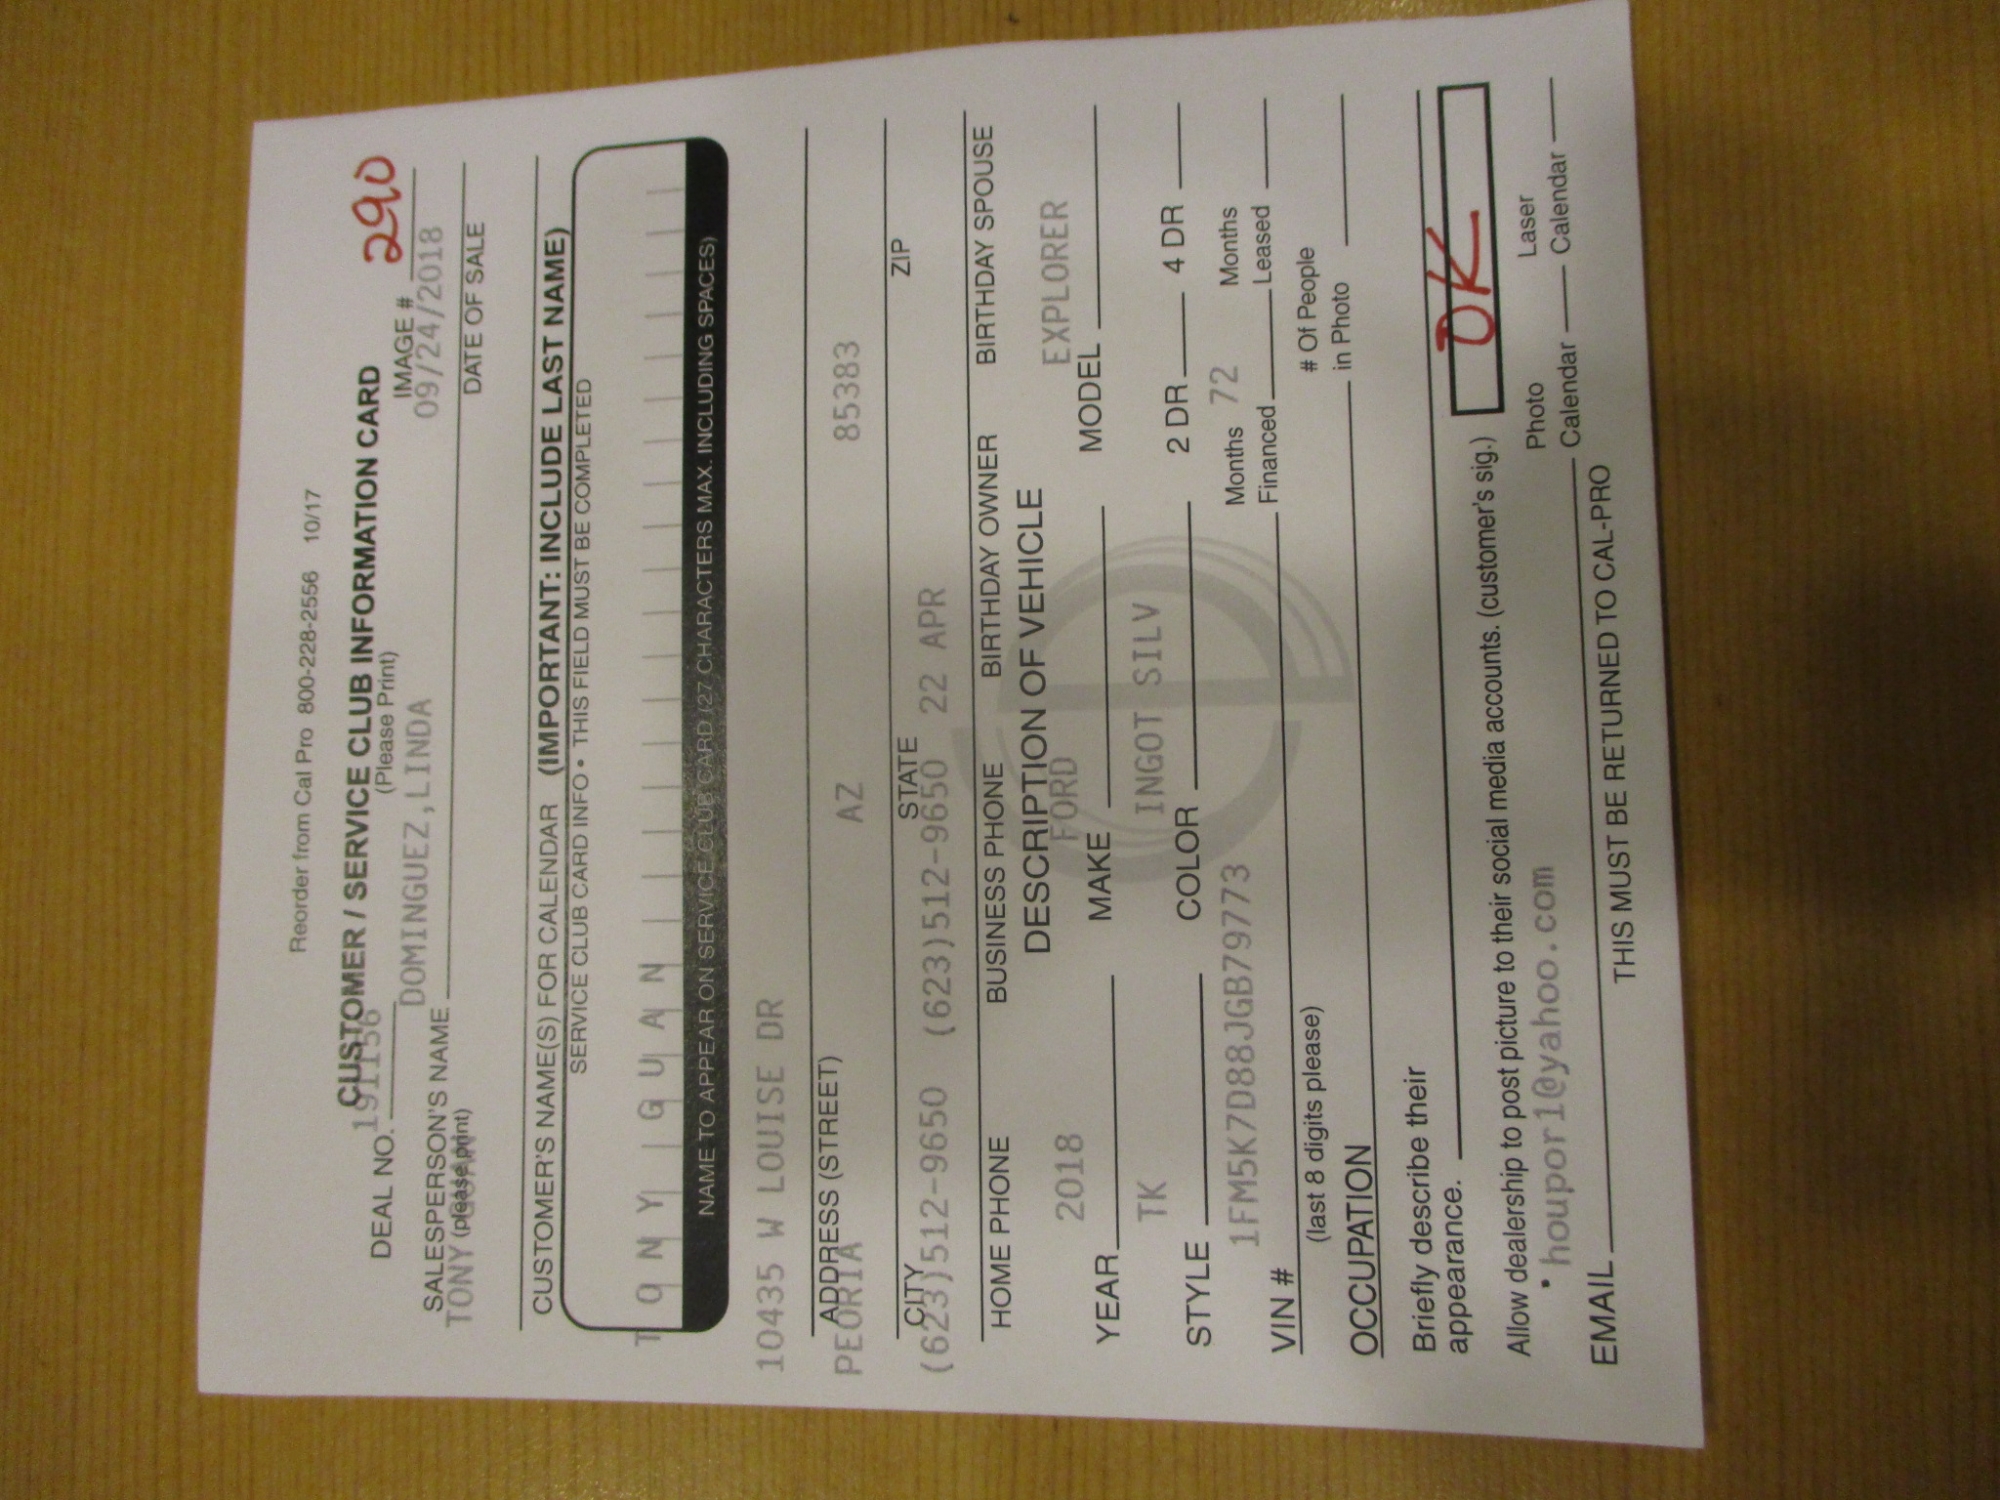 Reorder from Cal Pro 800-228-2556 10/17
CUSTOMER / SERVICE CLUB INFORMATION CARD
(Please Print)
DEAL NO. 191156 IMAGE # 290
SALESPERSON'S NAME DOMINGUEZ,LINDA 09/24/2018
(please print) DATE OF SALE
TONY GUAN
CUSTOMER'S NAME(S) FOR CALENDAR (IMPORTANT: INCLUDE LAST NAME)
SERVICE CLUB CARD INFO • THIS FIELD MUST BE COMPLETED
T O N Y G U A N
NAME TO APPEAR ON SERVICE CLUB CARD (27 CHARACTERS MAX. INCLUDING SPACES)
10435 W LOUISE DR
ADDRESS (STREET)
PEORIA AZ 85383
CITY STATE ZIP
(623)512-9650 (623)512-9650 22 APR
HOME PHONE BUSINESS PHONE BIRTHDAY OWNER BIRTHDAY SPOUSE
DESCRIPTION OF VEHICLE
2018 FORD EXPLORER
YEAR MAKE MODEL
TK INGOT SILV
STYLE COLOR 2 DR 4 DR
1FM5K7D88JGB79773 Months 72 Months
VIN # Financed Leased
(last 8 digits please) # Of People
OCCUPATION in Photo
Briefly describe their
appearance.
Allow dealership to post picture to their social media accounts. (customer's sig.) OK
houpor1@yahoo.com Photo Laser
EMAIL Calendar Calendar
THIS MUST BE RETURNED TO CAL-PRO